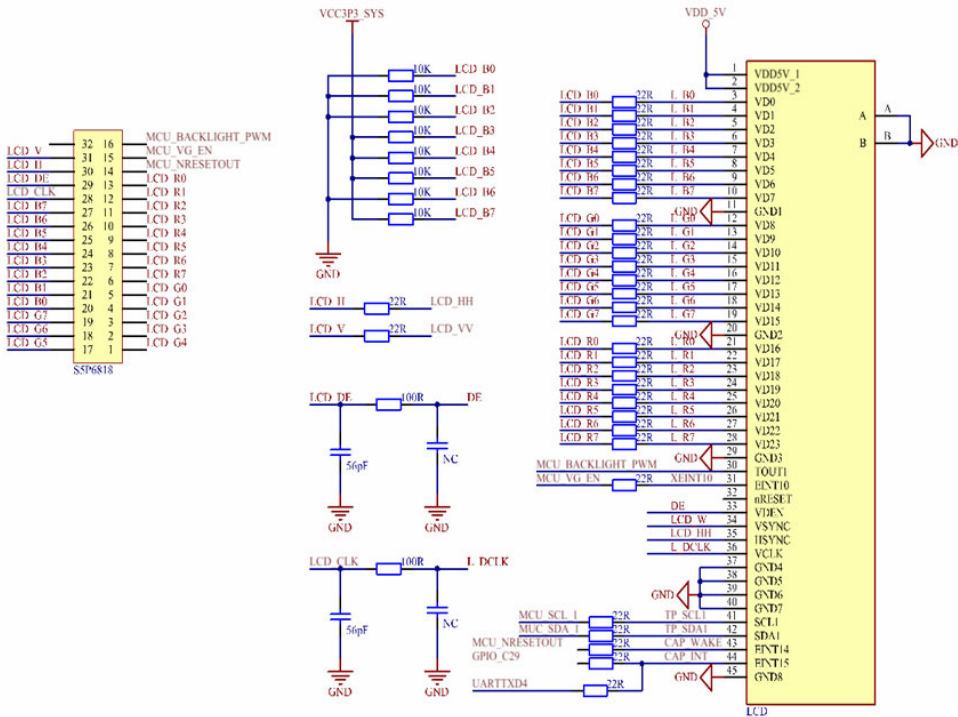 VCC3P3_SYS
VDD_5V
10K LCD_B0
10K LCD_B1
10K LCD_B2
10K LCD_B3
10K LCD_B4
10K LCD_B5
10K LCD_B6
10K LCD_B7
GND
32 16 MCU_BACKLIGHT_PWM
LCD_V 31 15 MCU_VG_EN
LCD_H 30 14 MCU_NRESETOUT
LCD_DE 29 13 LCD_R0
LCD_CLK 28 12 LCD_R1
LCD_B7 27 11 LCD_R2
LCD_B6 26 10 LCD_R3
LCD_B5 25 9 LCD_R4
LCD_B4 24 8 LCD_R5
LCD_B3 23 7 LCD_R6
LCD_B2 22 6 LCD_R7
LCD_B1 21 5 LCD_G0
LCD_B0 20 4 LCD_G1
LCD_G7 19 3 LCD_G2
LCD_G6 18 2 LCD_G3
LCD_G5 17 1 LCD_G4
S5P6818
LCD_H 22R LCD_HH
LCD_V 22R LCD_VV
LCD_DE 100R DE
56pF NC
GND GND
LCD_CLK 100R L_DCLK
56pF NC
GND GND
1 VDD5V_1
2 VDD5V_2
LCD_B0 22R L_B0 3 VD0
LCD_B1 22R L_B1 4 VD1
LCD_B2 22R L_B2 5 VD2
LCD_B3 22R L_B3 6 VD3
LCD_B4 22R L_B4 7 VD4
LCD_B5 22R L_B5 8 VD5
LCD_B6 22R L_B6 9 VD6
LCD_B7 22R L_B7 10 VD7
GND 11 GND1
LCD_G0 22R L_G0 12 VD8
LCD_G1 22R L_G1 13 VD9
LCD_G2 22R L_G2 14 VD10
LCD_G3 22R L_G3 15 VD11
LCD_G4 22R L_G4 16 VD12
LCD_G5 22R L_G5 17 VD13
LCD_G6 22R L_G6 18 VD14
LCD_G7 22R L_G7 19 VD15
GND 20 GND2
LCD_R0 22R L_R0 21 VD16
LCD_R1 22R L_R1 22 VD17
LCD_R2 22R L_R2 23 VD18
LCD_R3 22R L_R3 24 VD19
LCD_R4 22R L_R4 25 VD20
LCD_R5 22R L_R5 26 VD21
LCD_R6 22R L_R6 27 VD22
LCD_R7 22R L_R7 28 VD23
GND 29 GND3
MCU_BACKLIGHT_PWM 30 TOUT1
MCU_VG_EN 22R XEINT10 31 EINT10
32 nRESET
DE 33 VDEN
LCD_W 34 VSYNC
LCD_HH 35 HSYNC
L_DCLK 36 VCLK
37 GND4
38 GND5
GND 39 GND6
40 GND7
MCU_SCL_1 22R TP_SCL1 41 SCL1
MUC_SDA_1 22R TP_SDA1 42 SDA1
MCU_NRESETOUT 22R CAP_WAKE 43 EINT14
GPIO_C29 22R CAP_INT 44 EINT15
GND 45 GND8
UARTTXD4 22R
A A
B B GND
LCD